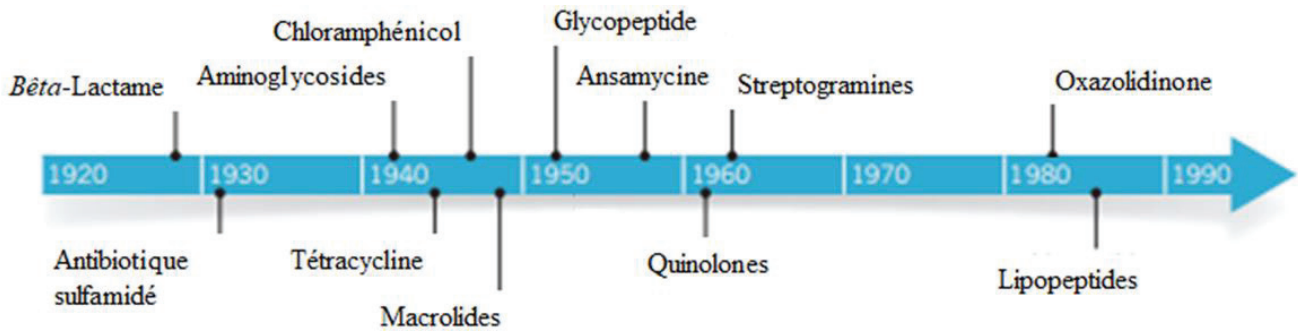 Glycopeptide
Chloramphénicol
Bêta-Lactame
Aminoglycosides
Ansamycine
Streptogramines
Oxazolidinone
1920 1930 1940 1950 1960 1970 1980 1990
Antibiotique
sulfamidé
Tétracycline
Macrolides
Quinolones
Lipopeptides